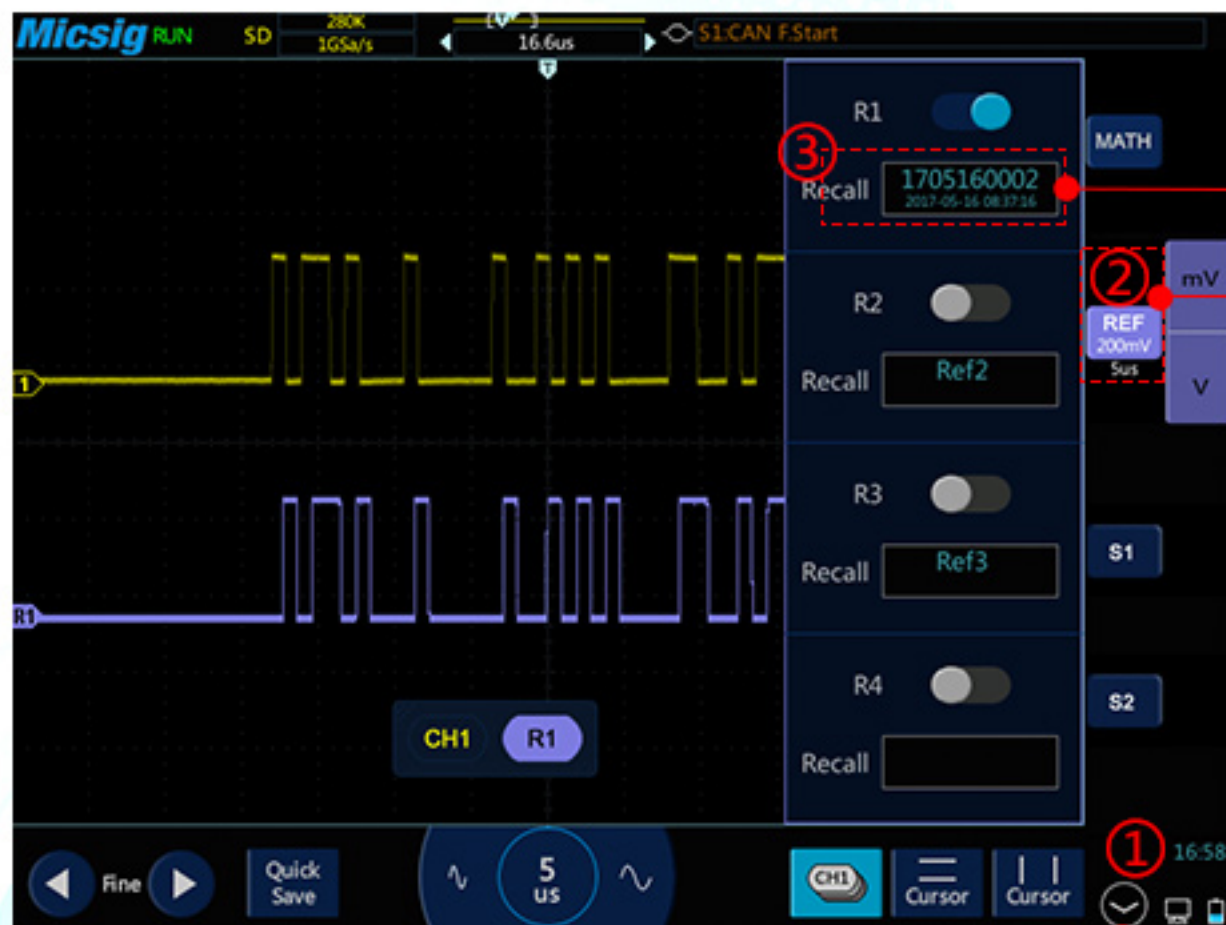 Micsig RUN SD 280K
1GSa/s
16.6us
S1:CAN F.Start
T
R1
MATH
③
Recall
1705160002
2017-05-16 08:37:16
②
mV
R2
REF
200mV
5us
1
Recall
Ref2
V
R3
S1
Recall
Ref3
R1
R4
S2
CH1
R1
Recall
①
16:58
Fine
Quick
Save
5
us
CH1
Cursor
Cursor